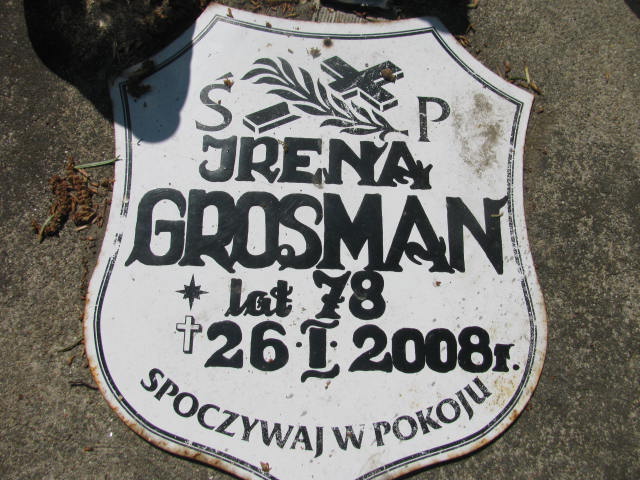 Ś P
IRENA
GROSMAN
lat 78
26·I·2008r.
SPOCZYWAJ W POKOJU